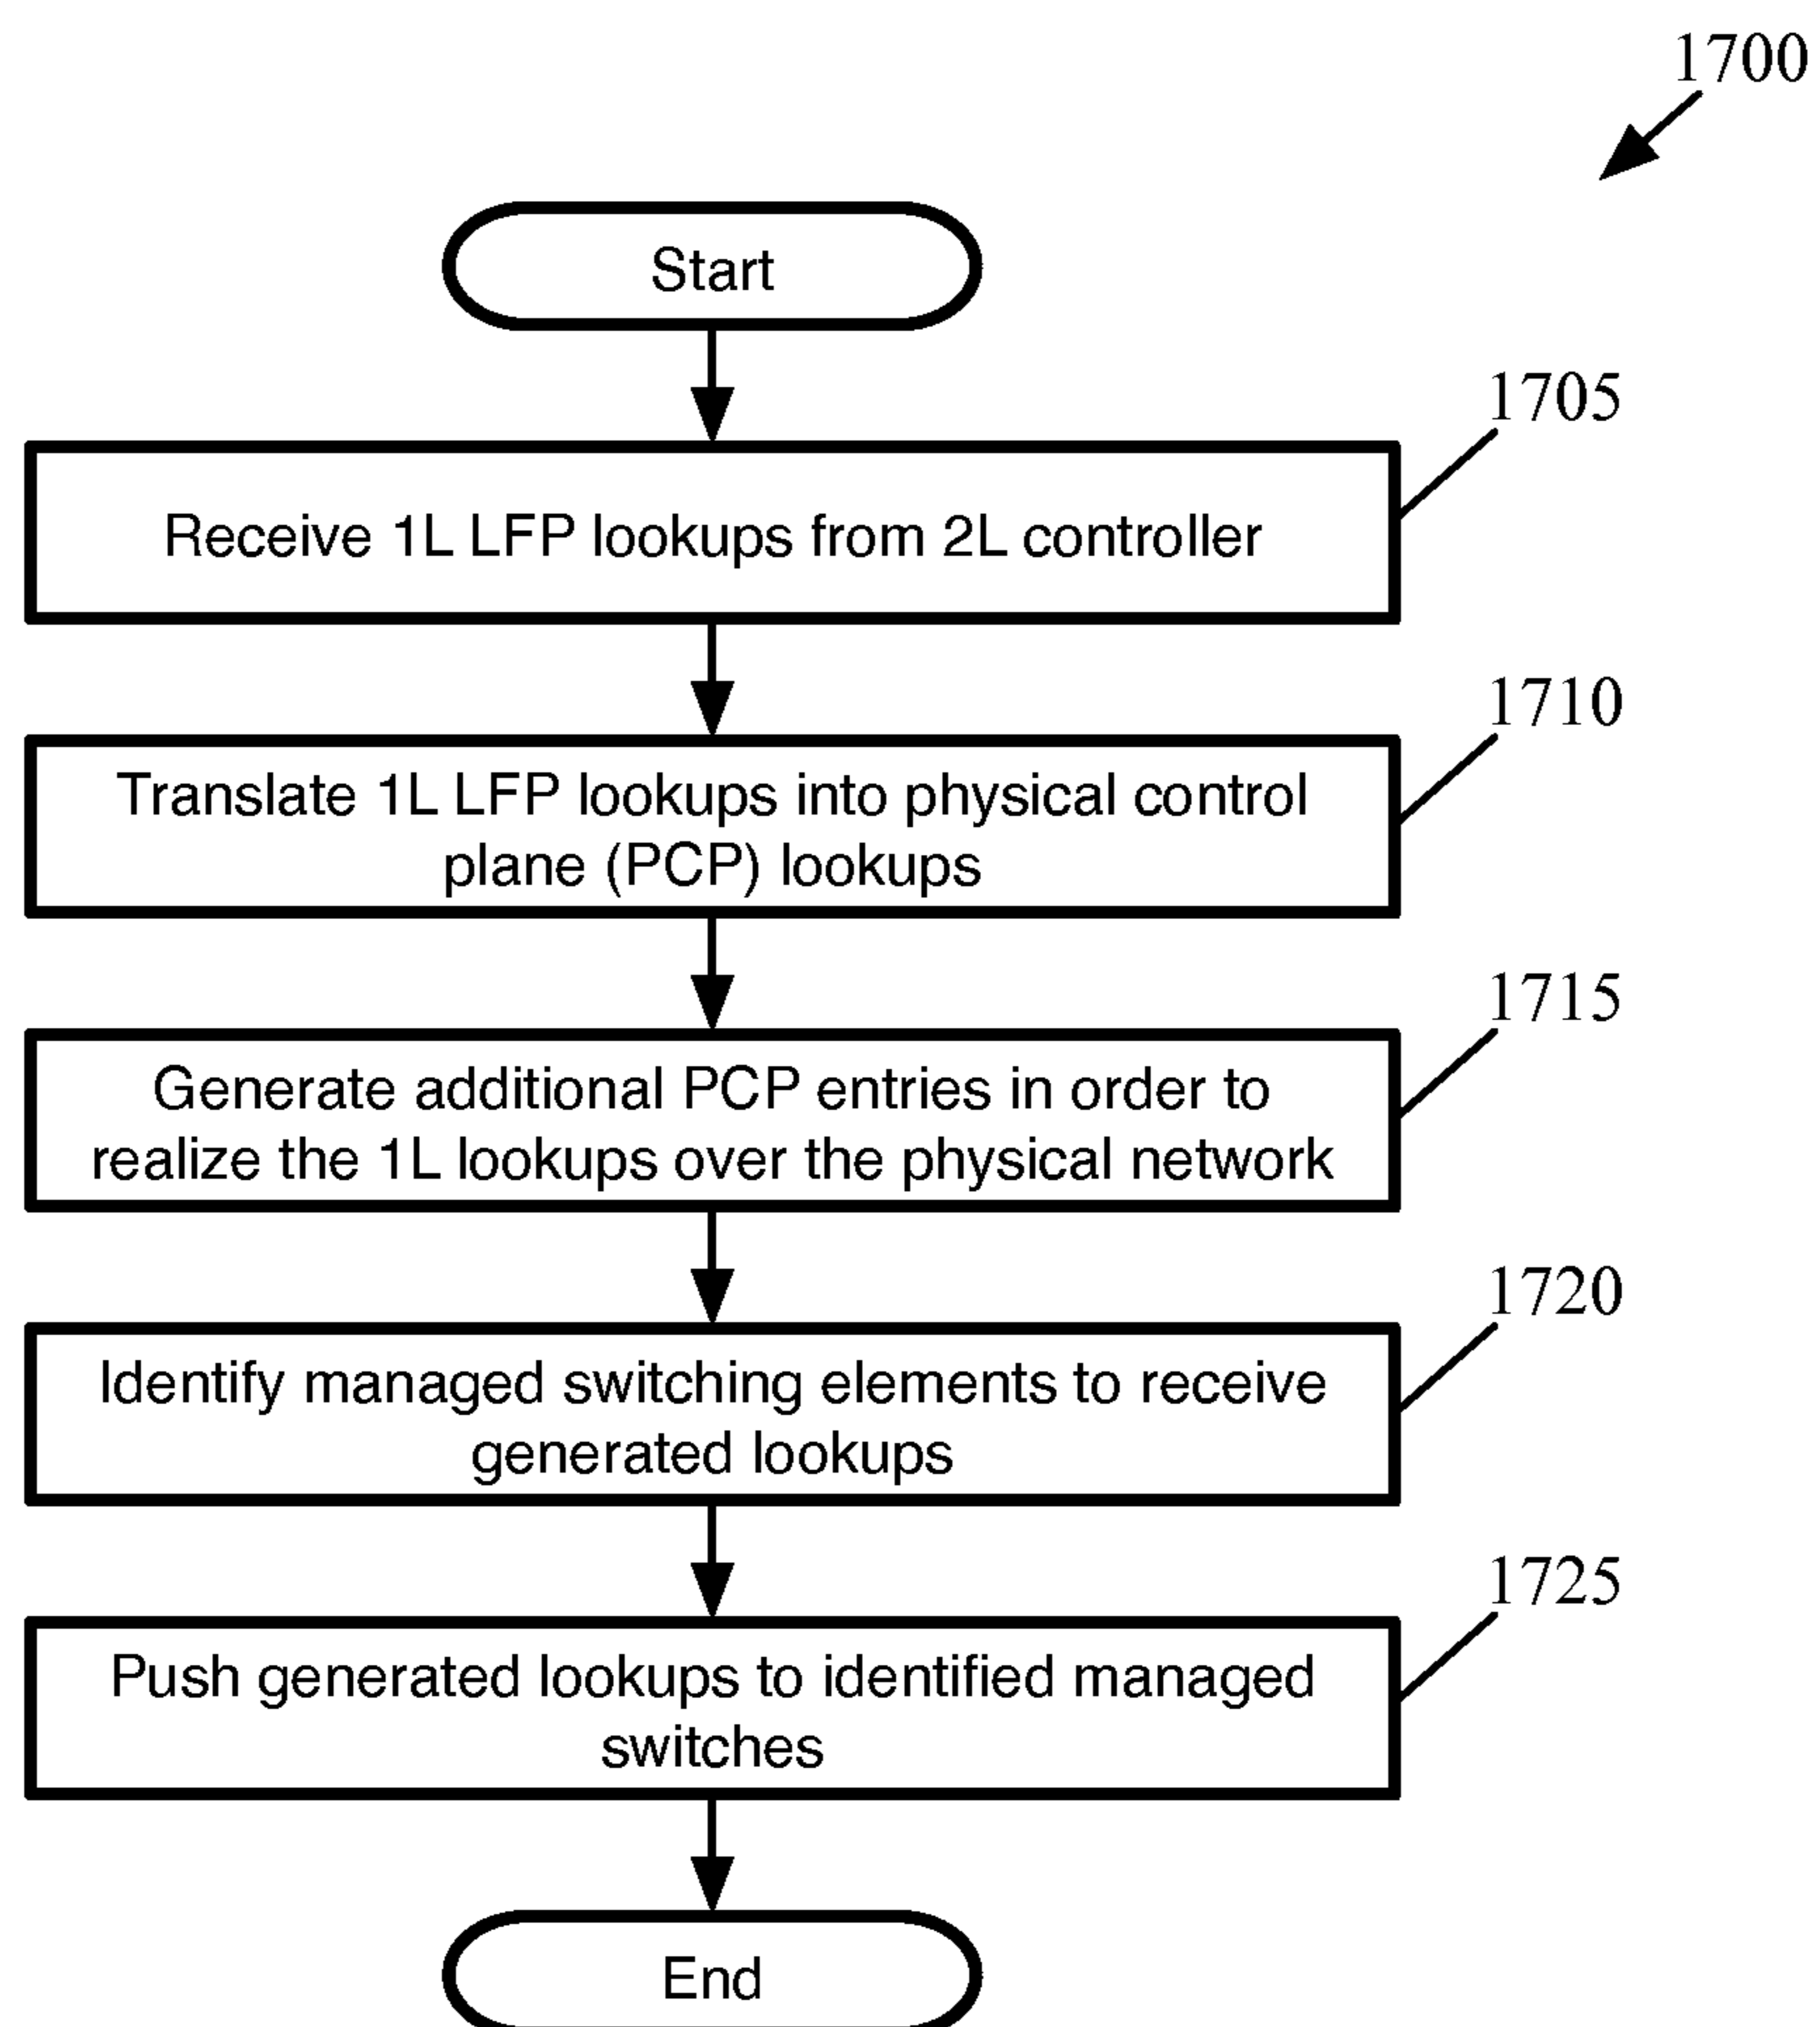 1700
Start
1705
Receive 1L LFP lookups from 2L controller
1710
Translate 1L LFP lookups into physical control
plane (PCP) lookups
1715
Generate additional PCP entries in order to
realize the 1L lookups over the physical network
1720
Identify managed switching elements to receive
generated lookups
1725
Push generated lookups to identified managed
switches
End